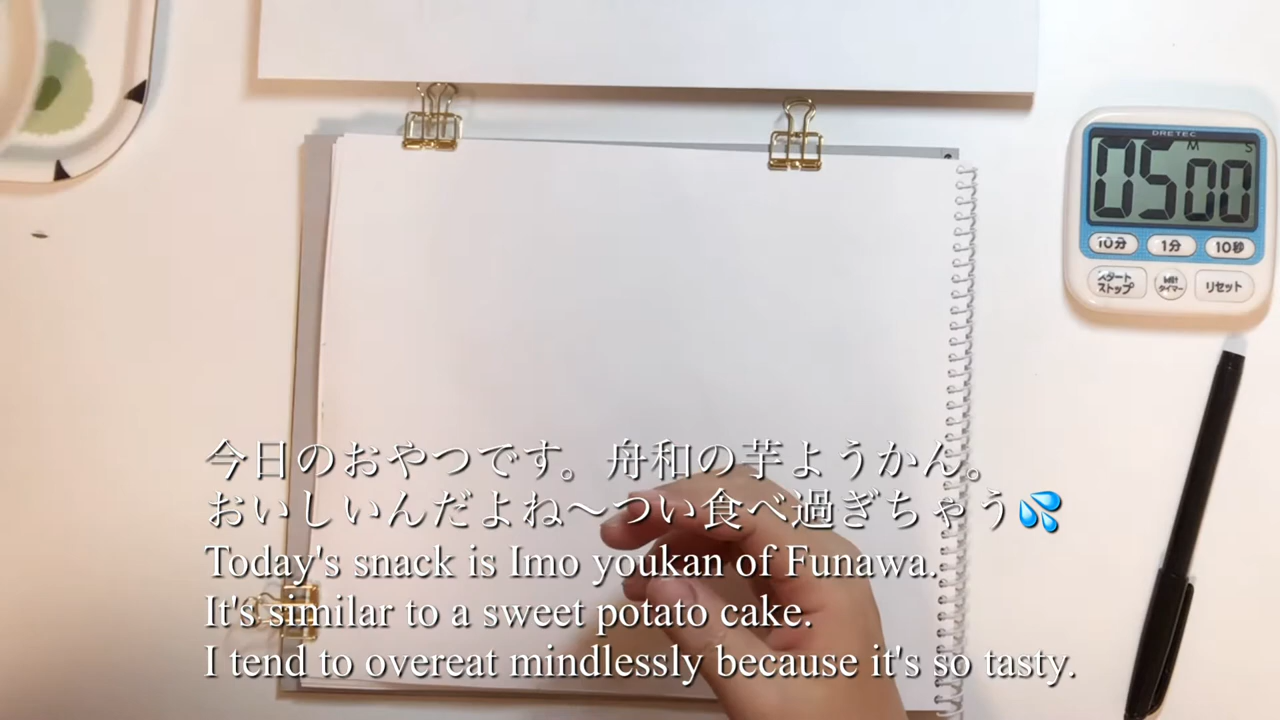 DRETEC
M S
05 00
10分 1分 10秒
スタート
ストップ
タイマー
リセット
今日のおやつです。舟和の芋ようかん。
おいしいんだよね〜つい食べ過ぎちゃう💦
Today's snack is Imo youkan of Funawa.
It's similar to a sweet potato cake.
I tend to overeat mindlessly because it's so tasty.